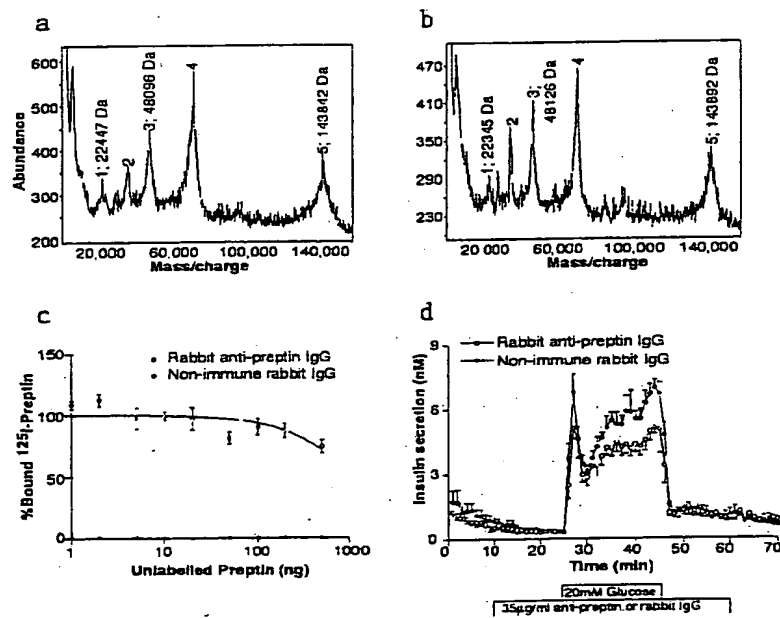 a
600
500
400
300
200
Abundance
1; 22447 Da
2
3; 48096 Da
4
5; 143842 Da
20,000 60,000 100,000 140,000
Mass/charge
b
470
410
350
290
230
1; 22345 Da
2
3;
48126 Da
4
5; 143892 Da
20 000 60,000 100,000 140,000
Mass/charge
c
Rabbit anti-preptin IgG
Non-immune rabbit IgG
150
100
50
0
%Bound ¹²⁵I-Preptin
1 10 100 1000
Unlabelled Preptin (ng)
d
Rabbit anti-preptin IgG
Non-immune rabbit IgG
9
6
3
0
Insulin secretion (nM)
0 10 20 30 40 50 60 70
Time (min)
20mM Glucose
35µg/ml anti-preptin or rabbit IgG